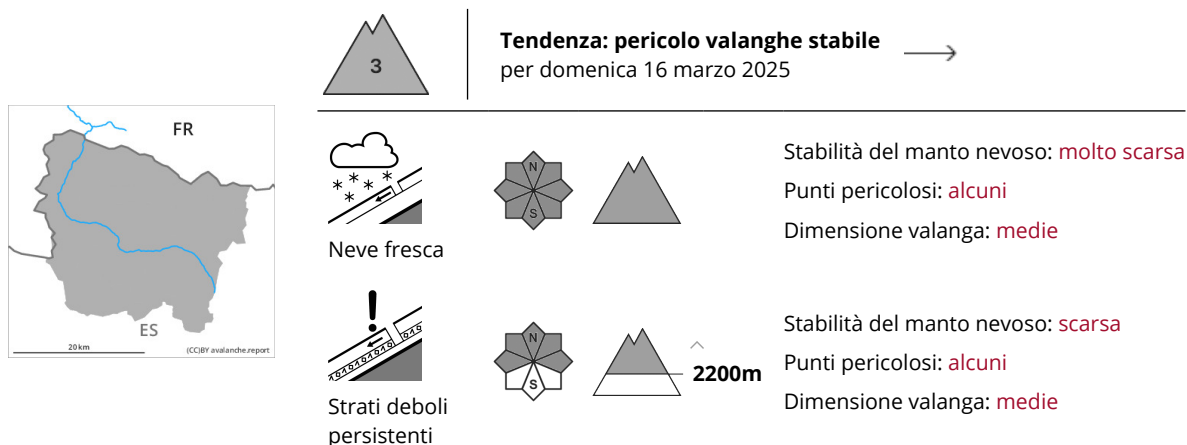 3
Tendenza: pericolo valanghe stabile
per domenica 16 marzo 2025
FR
ES
20 km
(CC)BY avalanche.report
N
S
Neve fresca
Stabilità del manto nevoso: molto scarsa
Punti pericolosi: alcuni
Dimensione valanga: medie
N
S
2200m
Strati deboli
persistenti
Stabilità del manto nevoso: scarsa
Punti pericolosi: alcuni
Dimensione valanga: medie